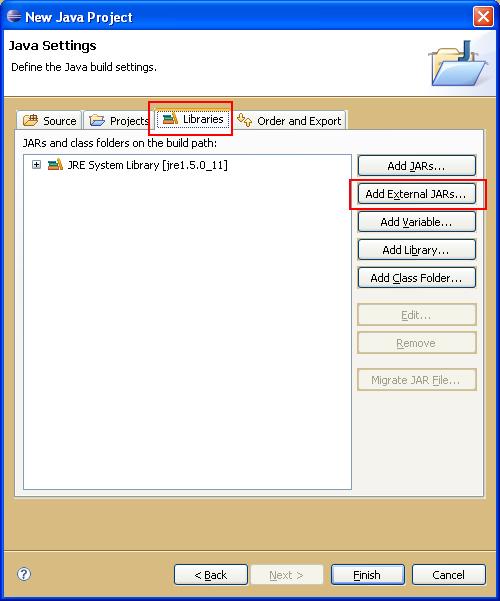 New Java Project
Java Settings
Define the Java build settings.
Source Projects Libraries Order and Export
JARs and class folders on the build path:
JRE System Library [jre1.5.0_11]
Add JARs...
Add External JARs...
Add Variable...
Add Library...
Add Class Folder...
Edit...
Remove
Migrate JAR File...
? < Back Next > Finish Cancel